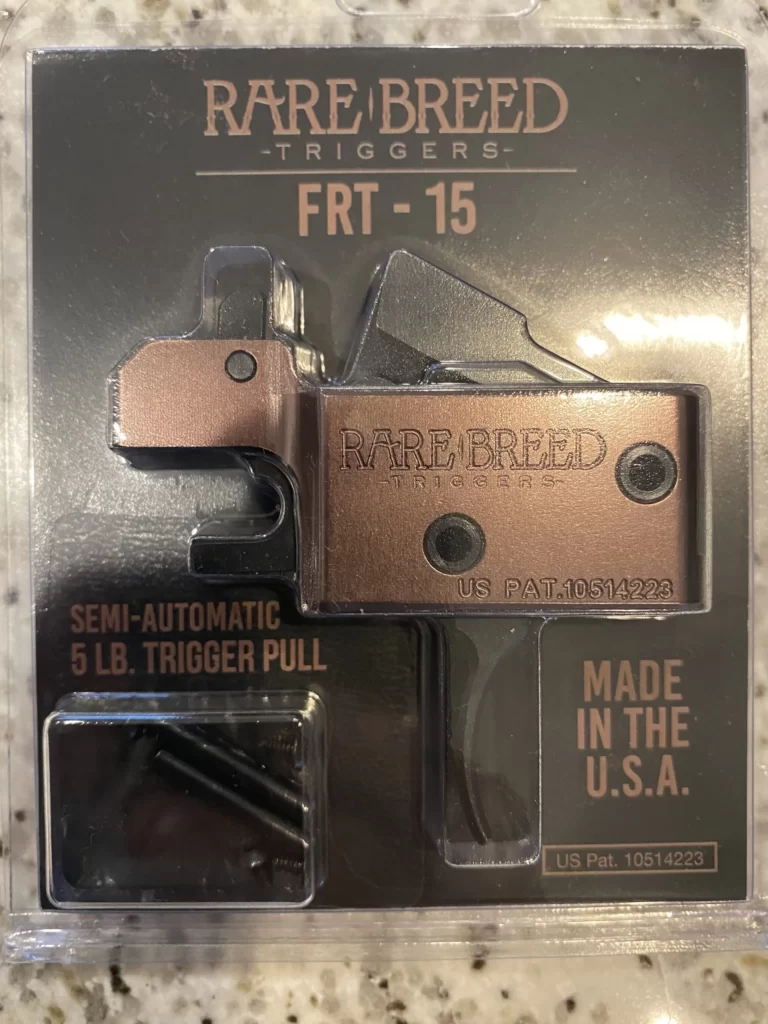 RARE BREED
-TRIGGERS-
FRT - 15
RARE BREED
-TRIGGERS-
US PAT.10514223
SEMI-AUTOMATIC
5 LB. TRIGGER PULL
MADE
IN THE
U.S.A.
US Pat. 10514223